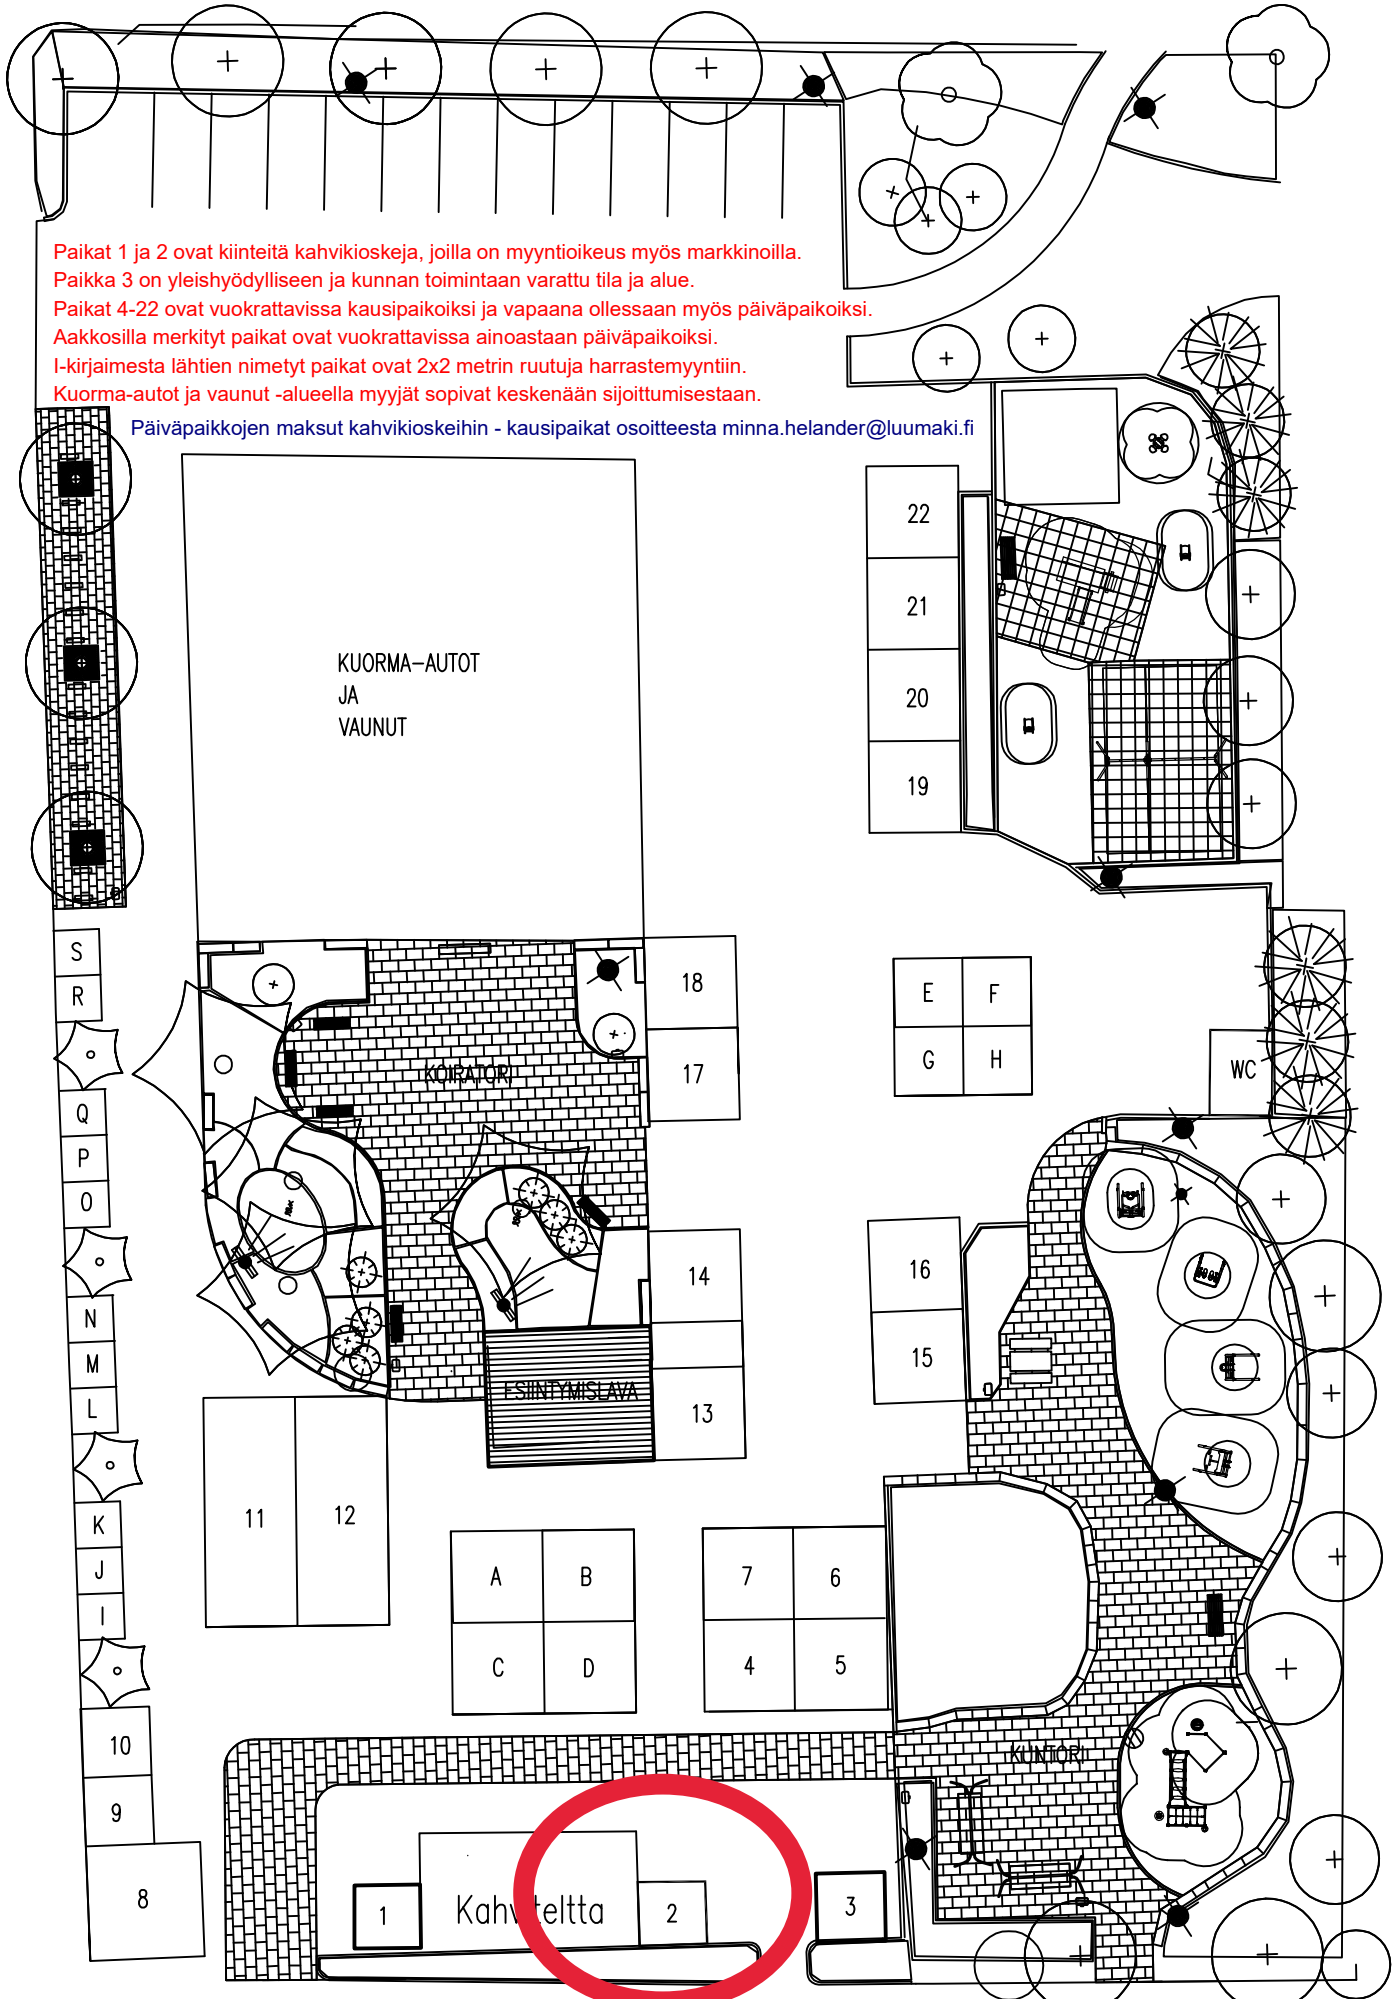 Paikat 1 ja 2 ovat kiinteitä kahvikioskeja, joilla on myyntioikeus myös markkinoilla.
Paikka 3 on yleishyödylliseen ja kunnan toimintaan varattu tila ja alue.
Paikat 4-22 ovat vuokrattavissa kausipaikoiksi ja vapaana ollessaan myös päiväpaikoiksi.
Aakkosilla merkityt paikat ovat vuokrattavissa ainoastaan päiväpaikoiksi.
I-kirjaimesta lähtien nimetyt paikat ovat 2x2 metrin ruutuja harrastemyyntiin.
Kuorma-autot ja vaunut -alueella myyjät sopivat keskenään sijoittumisestaan.
Päiväpaikkojen maksut kahvikioskeihin - kausipaikat osoitteesta minna.helander@luumaki.fi
22
21
KUORMA-AUTOT
JA
VAUNUT
20
19
S
R
18
E F
KOIRATORI
17
G H
WC
Q
P
O
14
16
N
M
L
15
ESIINTYMISLAVA
13
K
J
I
11 12
A B
7 6
C D
4 5
10
9
8
KUNTORI
1
Kahviteltta
2
3